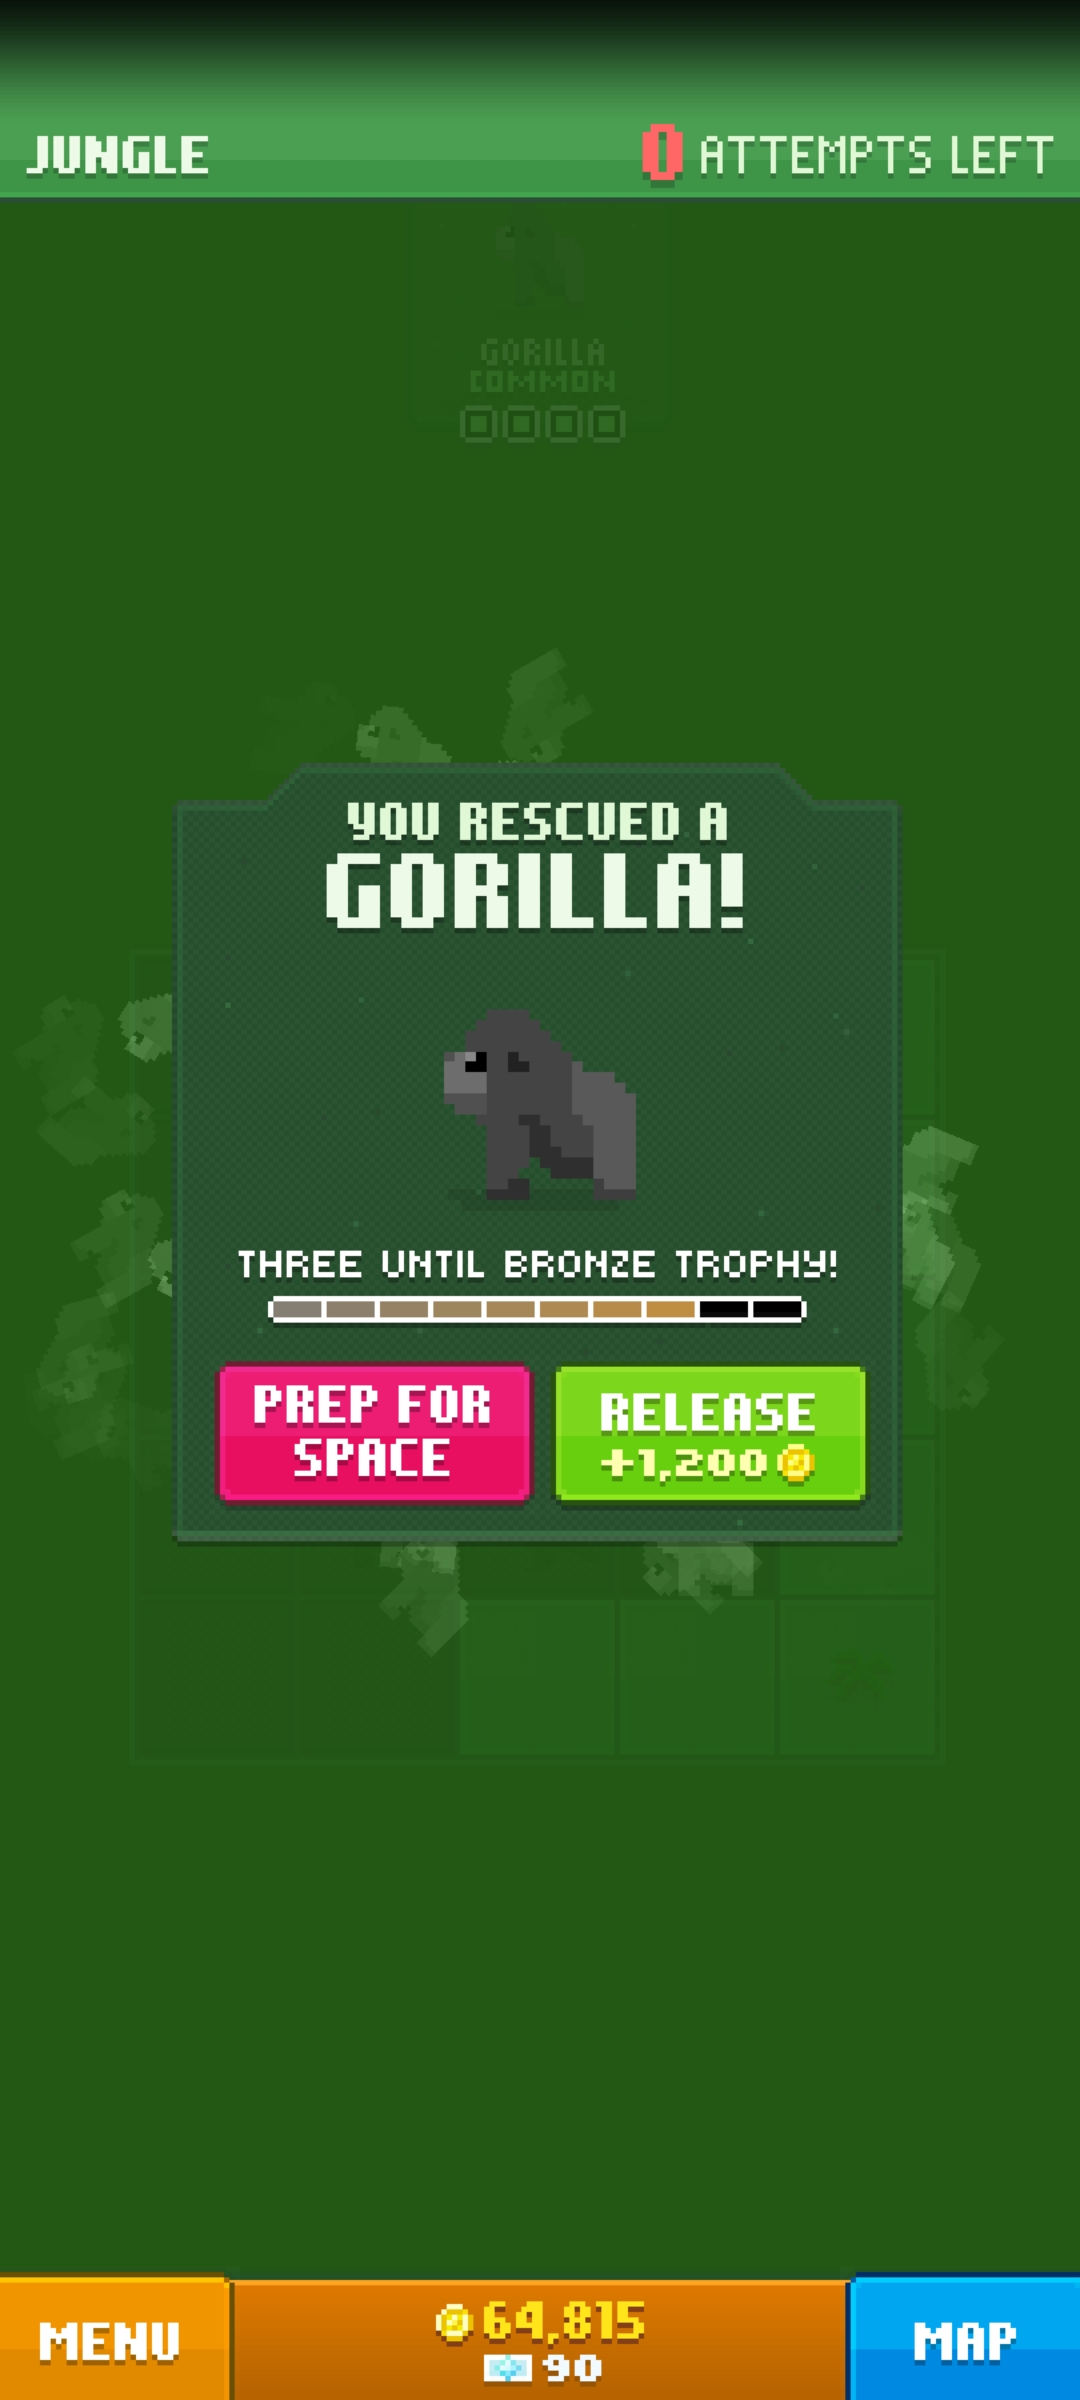 JUNGLE
0 ATTEMPTS LEFT
GORILLA
COMMON
YOU RESCUED A
GORILLA!
THREE UNTIL BRONZE TROPHY!
PREP FOR
SPACE
RELEASE
+1,200
MENU
64,815
90
MAP